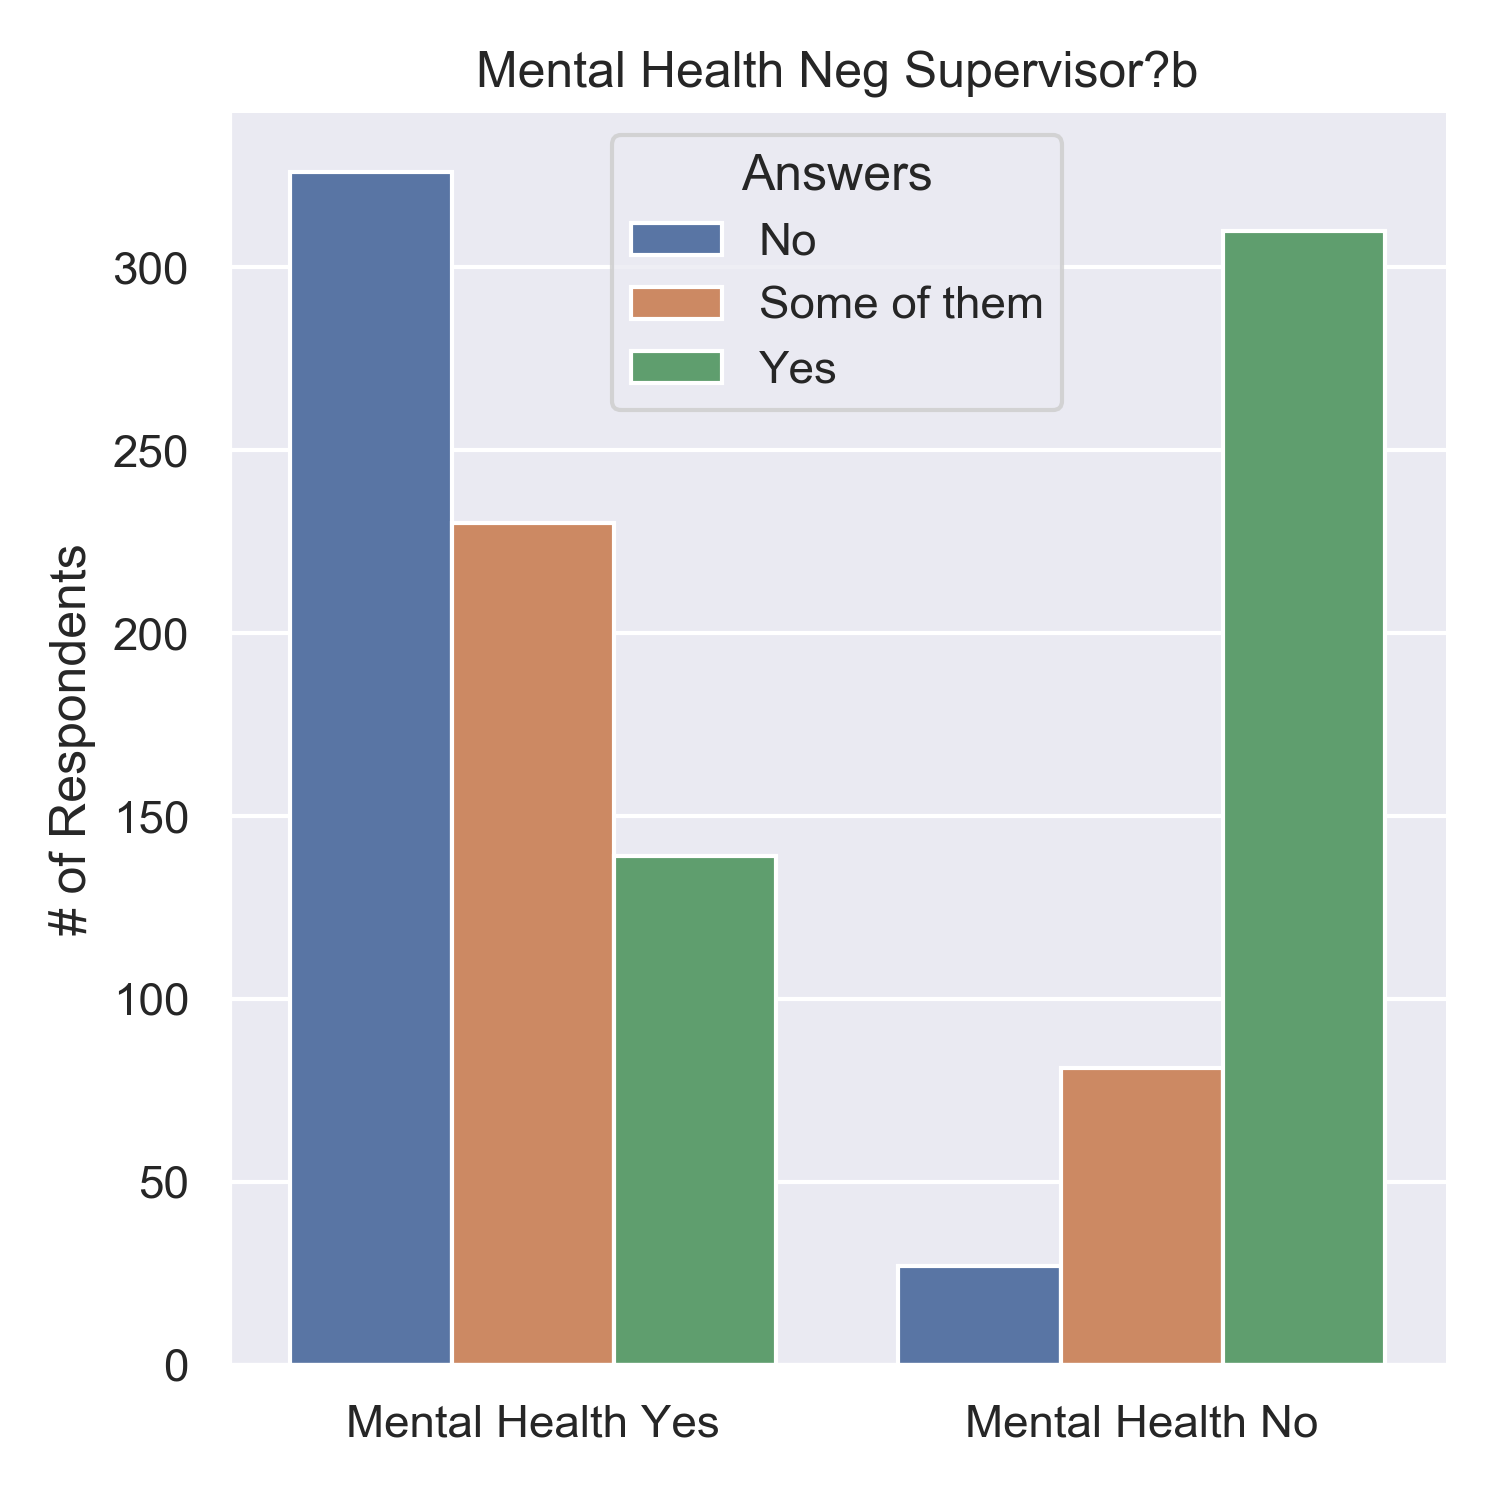 Mental Health Neg Supervisor?b
Answers
No
Some of them
Yes
300
250
200
150
100
50
0
# of Respondents
Mental Health Yes
Mental Health No